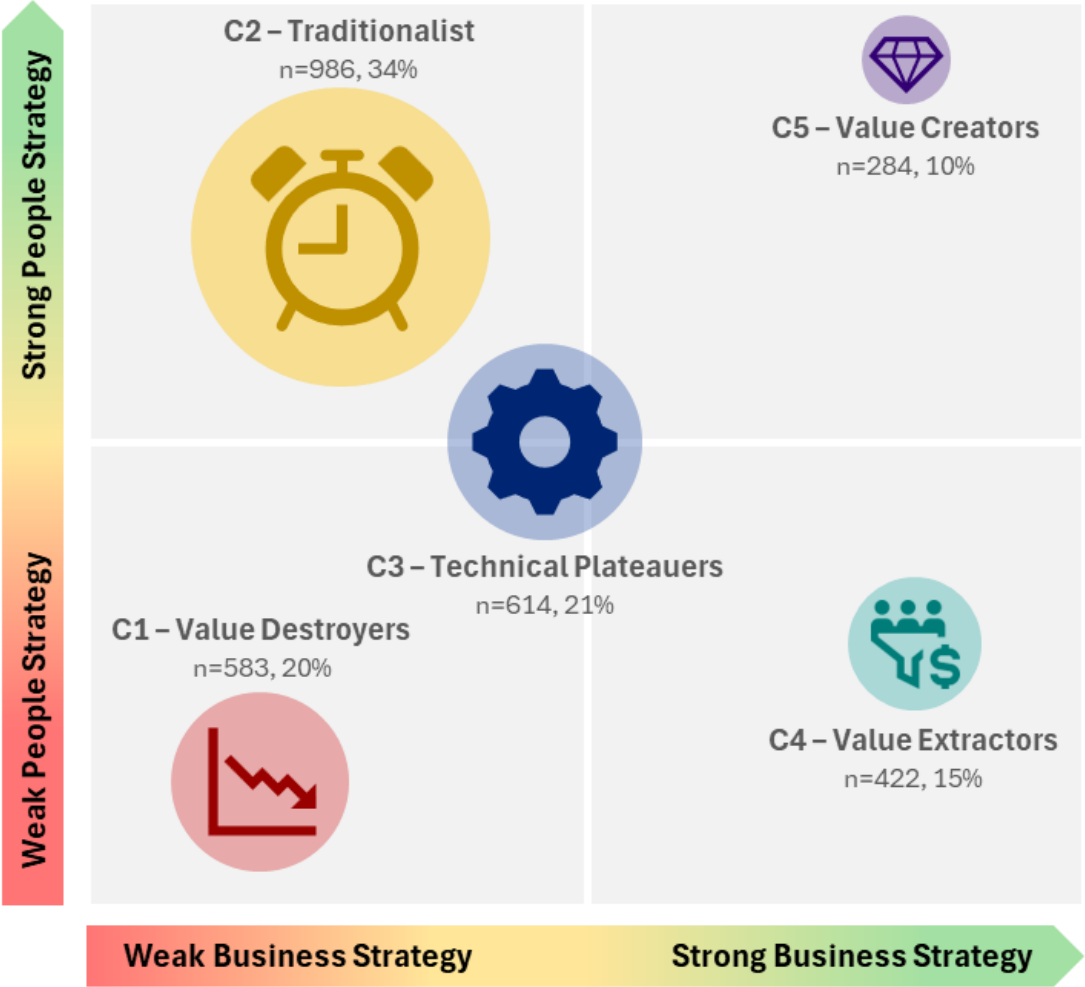 Strong People Strategy
Weak People Strategy
C2 – Traditionalist
n=986, 34%
C5 – Value Creators
n=284, 10%
C3 – Technical Plateauers
n=614, 21%
C1 – Value Destroyers
n=583, 20%
$
C4 – Value Extractors
n=422, 15%
Weak Business Strategy
Strong Business Strategy